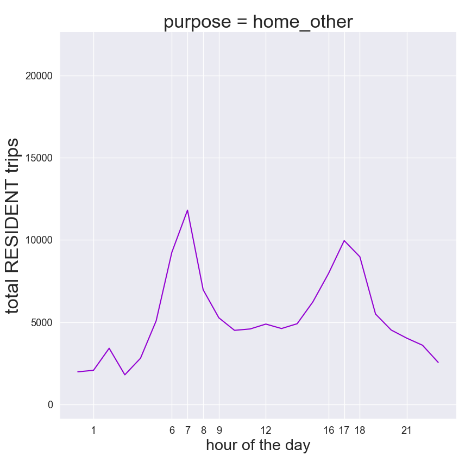 purpose = home_other
total RESIDENT trips
20000
15000
10000
5000
0
1 6 7 8 9 12 16 17 18 21
hour of the day